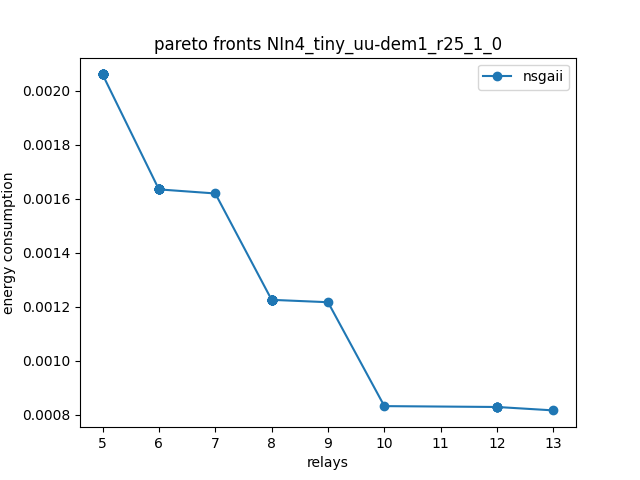 pareto fronts NIn4_tiny_uu-dem1_r25_1_0
nsgaii
energy consumption
0.0020
0.0018
0.0016
0.0014
0.0012
0.0010
0.0008
5 6 7 8 9 10 11 12 13
relays